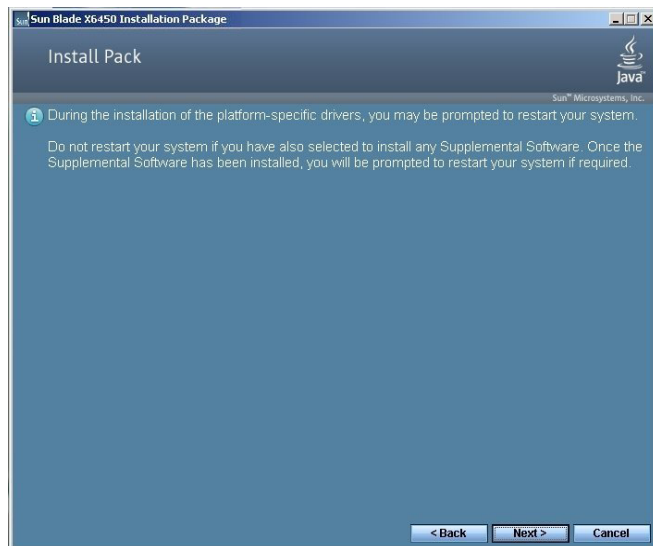 Sun Sun Blade X6450 Installation Package
Install Pack
Java
Sun™ Microsystems, Inc.
During the installation of the platform-specific drivers, you may be prompted to restart your system.
Do not restart your system if you have also selected to install any Supplemental Software. Once the
Supplemental Software has been installed, you will be prompted to restart your system if required.
< Back Next > Cancel